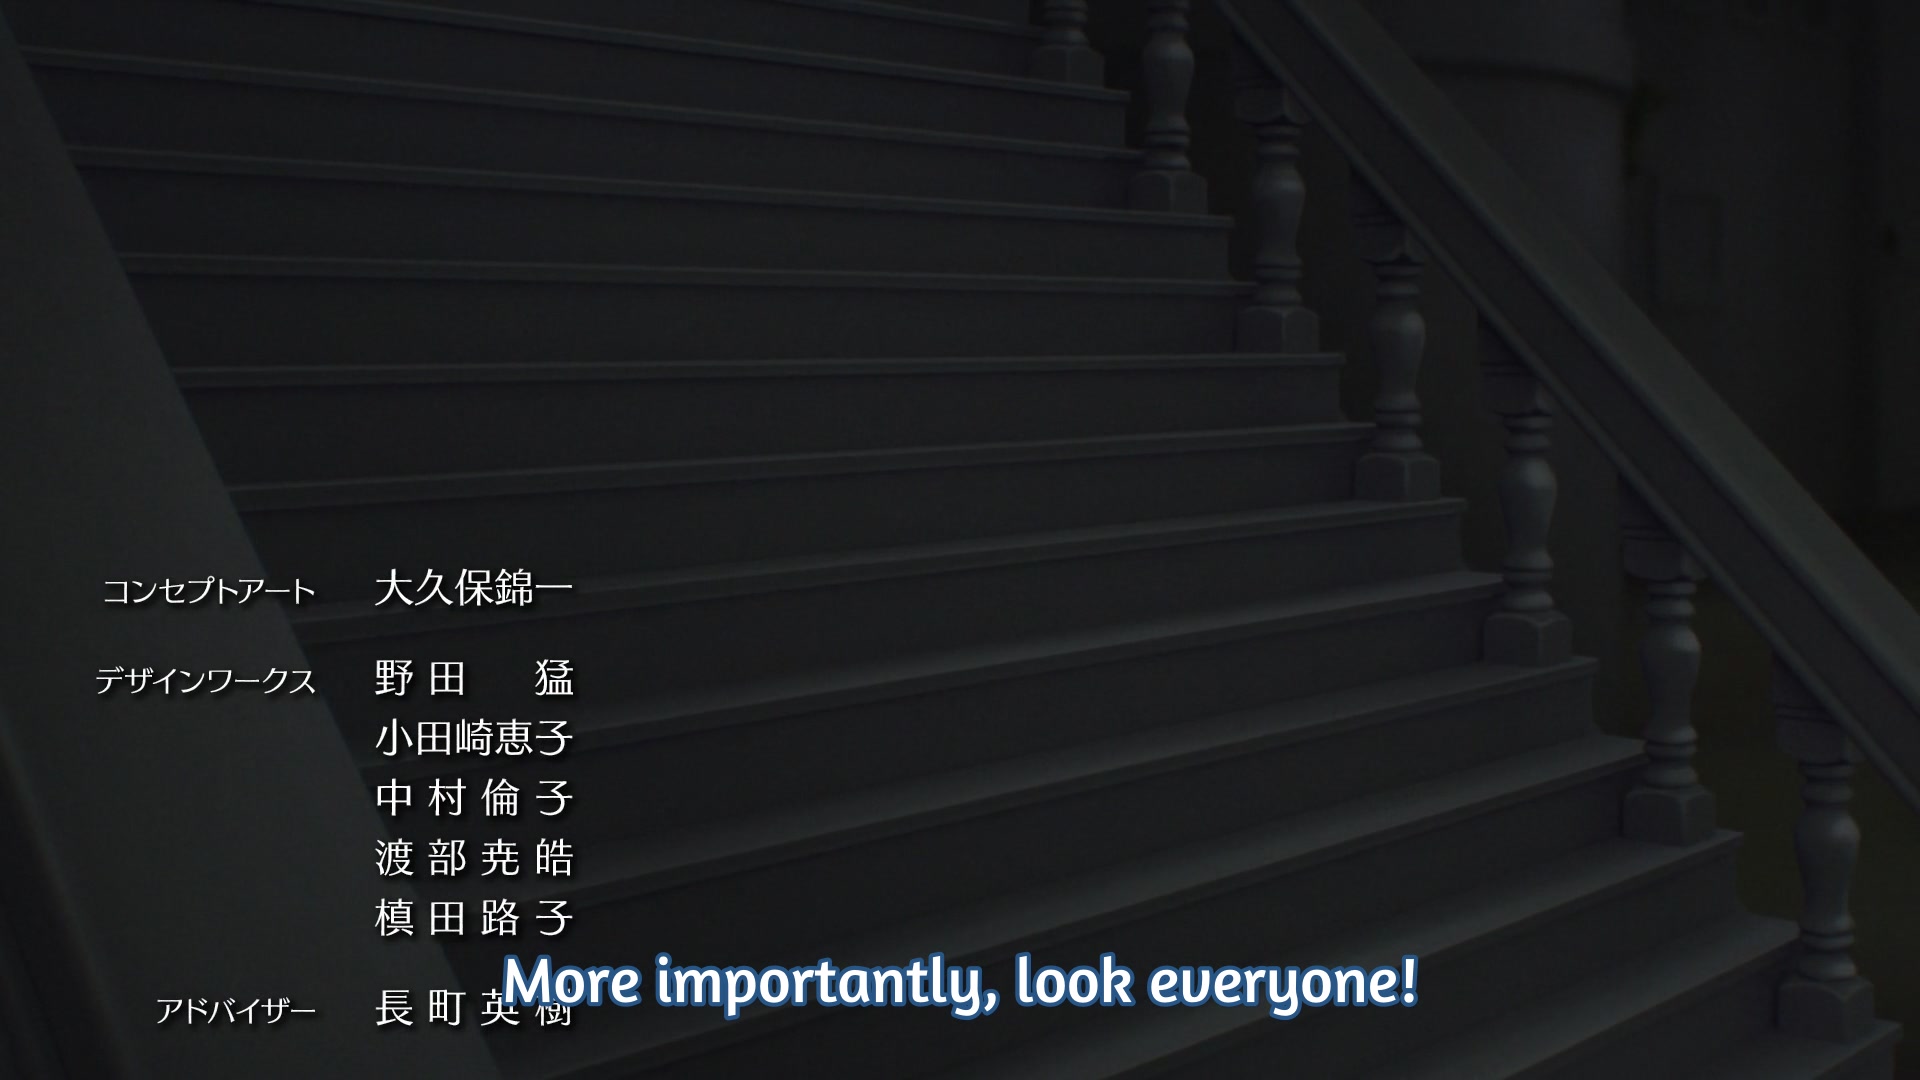 コンセプトアート 大久保錦一
デザインワークス 野田 猛
小田崎恵子
中村倫子
渡部尭皓
槙田路子
アドバイザー 長町英樹
More importantly, look everyone!